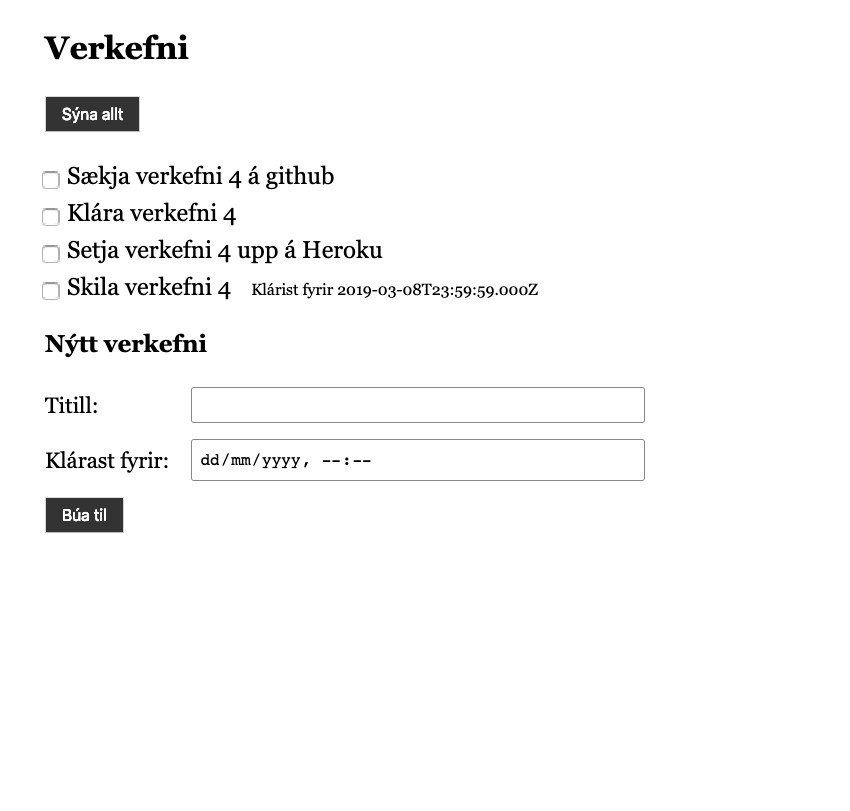 Verkefni
Sýna allt
Sækja verkefni 4 á github
Klára verkefni 4
Setja verkefni 4 upp á Heroku
Skila verkefni 4 Klárist fyrir 2019-03-08T23:59:59.000Z
Nýtt verkefni
Titill:
Klárast fyrir: dd/mm/yyyy, --:--
Búa til